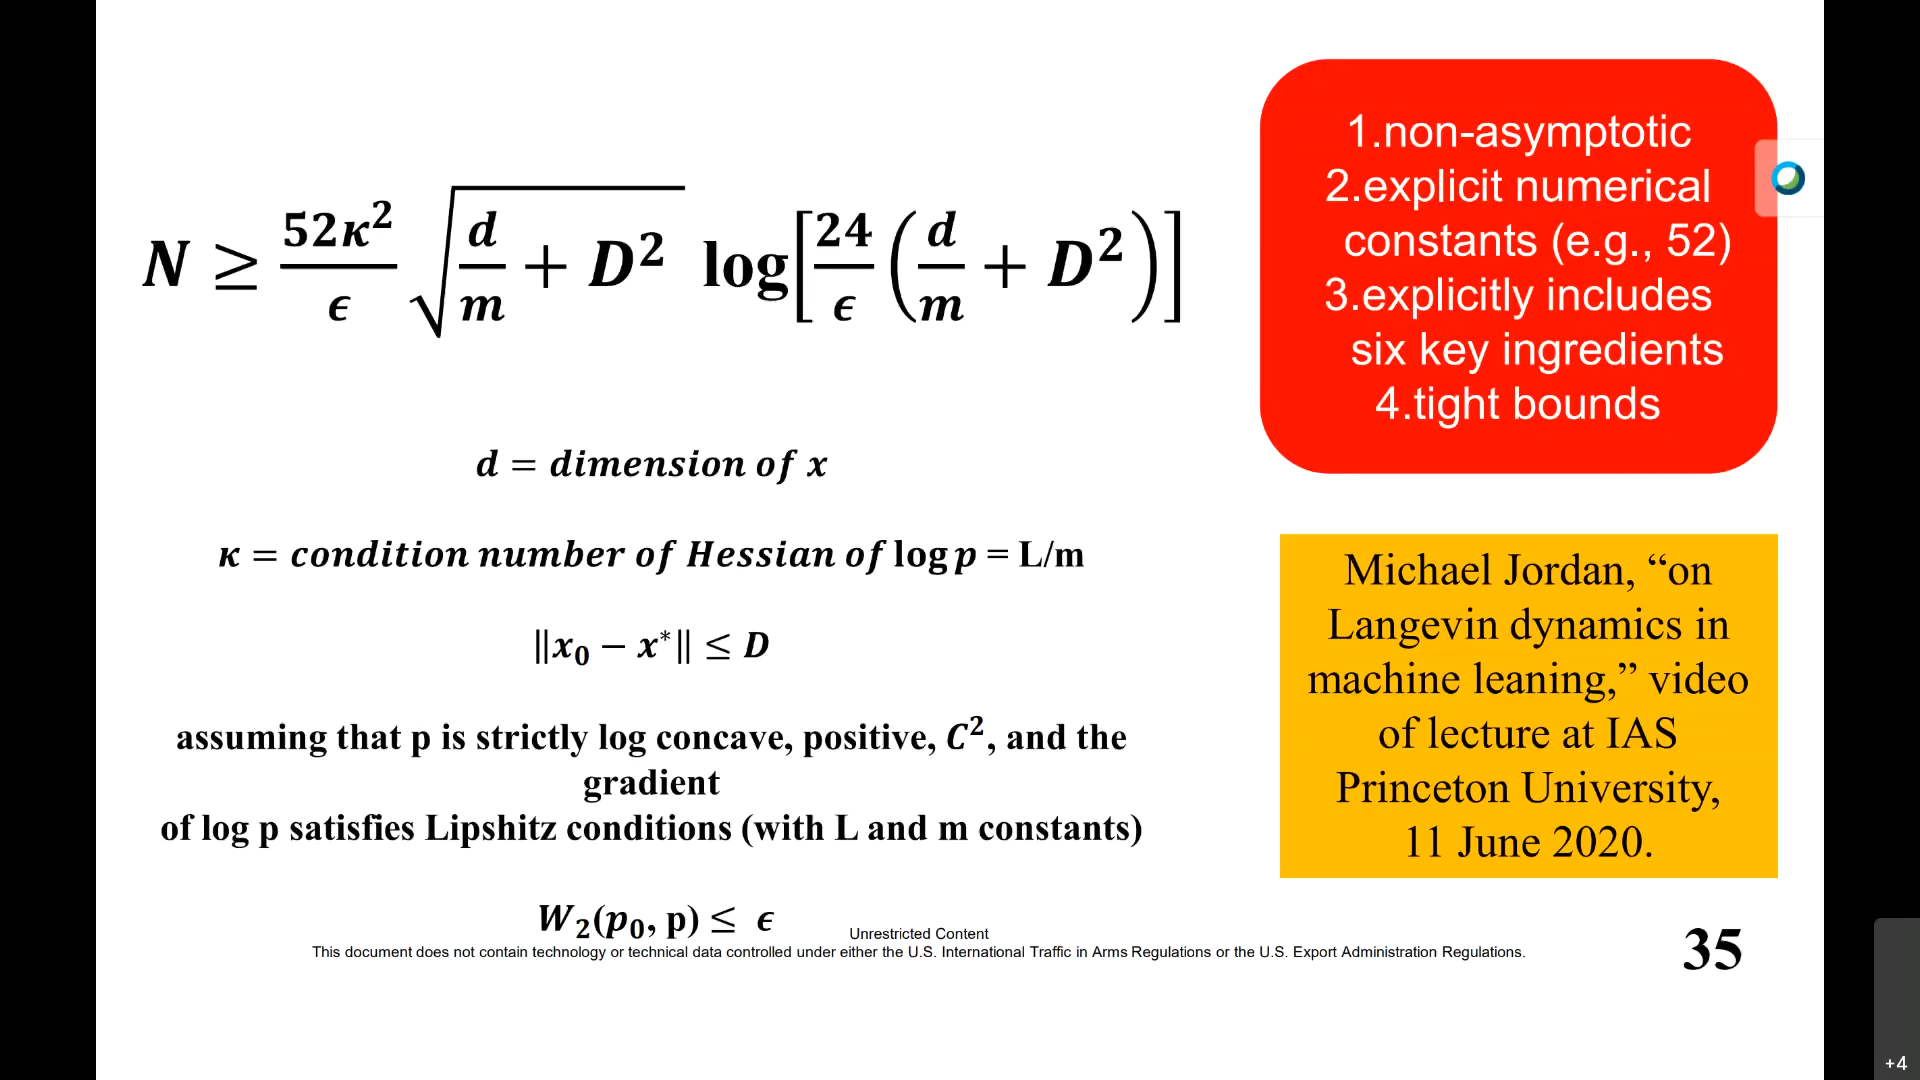 N ≥ 52κ²/ϵ √(d/m + D²) log[24/ϵ (d/m + D²)]
d = dimension of x
κ = condition number of Hessian of log p = L/m
‖x₀ − x*‖ ≤ D
assuming that p is strictly log concave, positive, C², and the
gradient
of log p satisfies Lipshitz conditions (with L and m constants)
W₂(p₀, p) ≤ ϵ
1.non-asymptotic
2.explicit numerical
constants (e.g., 52)
3.explicitly includes
six key ingredients
4.tight bounds
Michael Jordan, “on
Langevin dynamics in
machine leaning,” video
of lecture at IAS
Princeton University,
11 June 2020.
Unrestricted Content
This document does not contain technology or technical data controlled under either the U.S. International Traffic in Arms Regulations or the U.S. Export Administration Regulations.
35
+4